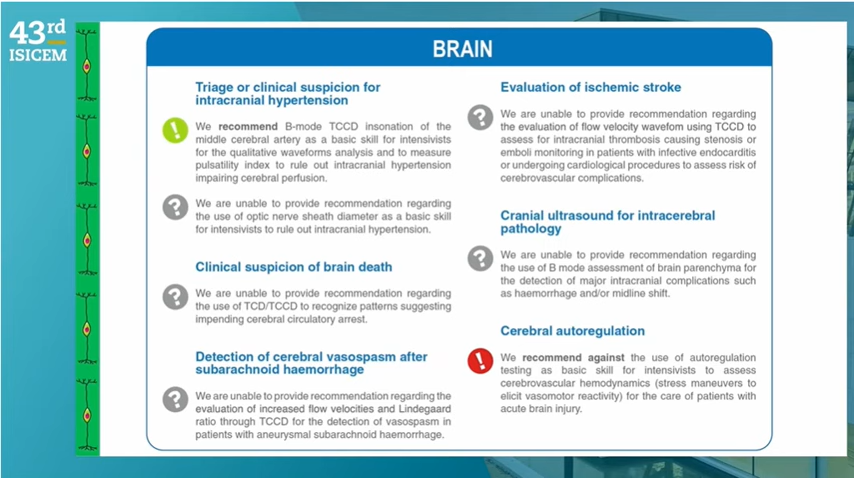 43rd
ISICEM
BRAIN
Triage or clinical suspicion for
intracranial hypertension
We recommend B-mode TCCD insonation of the
middle cerebral artery as a basic skill for intensivists
for the qualitative waveforms analysis and to measure
pulsatility index to rule out intracranial hypertension
impairing cerebral perfusion.
We are unable to provide recommendation regarding
the use of optic nerve sheath diameter as a basic skill
for intensivists to rule out intracranial hypertension.
Clinical suspicion of brain death
We are unable to provide recommendation regarding
the use of TCD/TCCD to recognize patterns suggesting
impending cerebral circulatory arrest.
Detection of cerebral vasospasm after
subarachnoid haemorrhage
We are unable to provide recommendation regarding the
evaluation of increased flow velocities and Lindegaard
ratio through TCCD for the detection of vasospasm in
patients with aneurysmal subarachnoid haemorrhage.
Evaluation of ischemic stroke
We are unable to provide recommendation regarding
the evaluation of flow velocity wavefom using TCCD to
assess for intracranial thrombosis causing stenosis or
emboli monitoring in patients with infective endocarditis
or undergoing cardiological procedures to assess risk of
cerebrovascular complications.
Cranial ultrasound for intracerebral
pathology
We are unable to provide recommendation regarding
the use of B mode assessment of brain parenchyma for
the detection of major intracranial complications such
as haemorrhage and/or midline shift.
Cerebral autoregulation
We recommend against the use of autoregulation
testing as basic skill for intensivists to assess
cerebrovascular hemodynamics (stress maneuvers to
elicit vasomotor reactivity) for the care of patients with
acute brain injury.